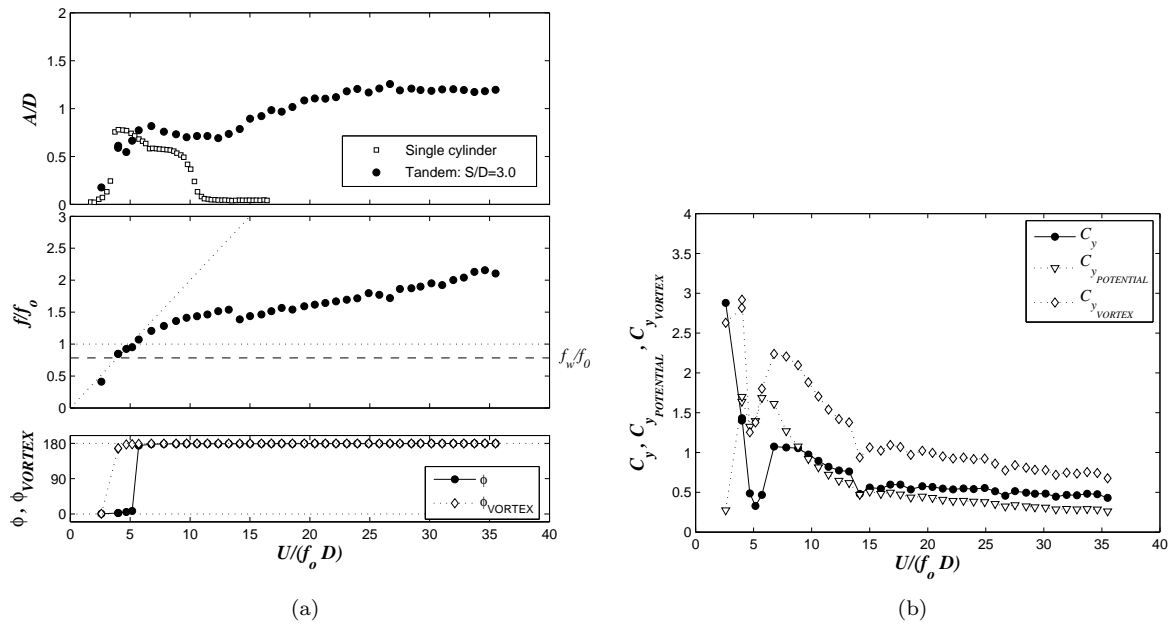 2
1.5
1
0.5
0
A/D
Single cylinder
Tandem: S/D=3.0
3
2.5
2
1.5
1
0.5
0
f/f_o
f_w/f_0
180
90
0
ϕ , ϕ_VORTEX
ϕ
ϕ_VORTEX
0 5 10 15 20 25 30 35 40
U/(f_o D)
(a)
4
3.5
3
2.5
2
1.5
1
0.5
0
C_y , C_y_POTENTIAL , C_y_VORTEX
C_y
C_y_POTENTIAL
C_y_VORTEX
0 5 10 15 20 25 30 35 40
U/(f_o D)
(b)